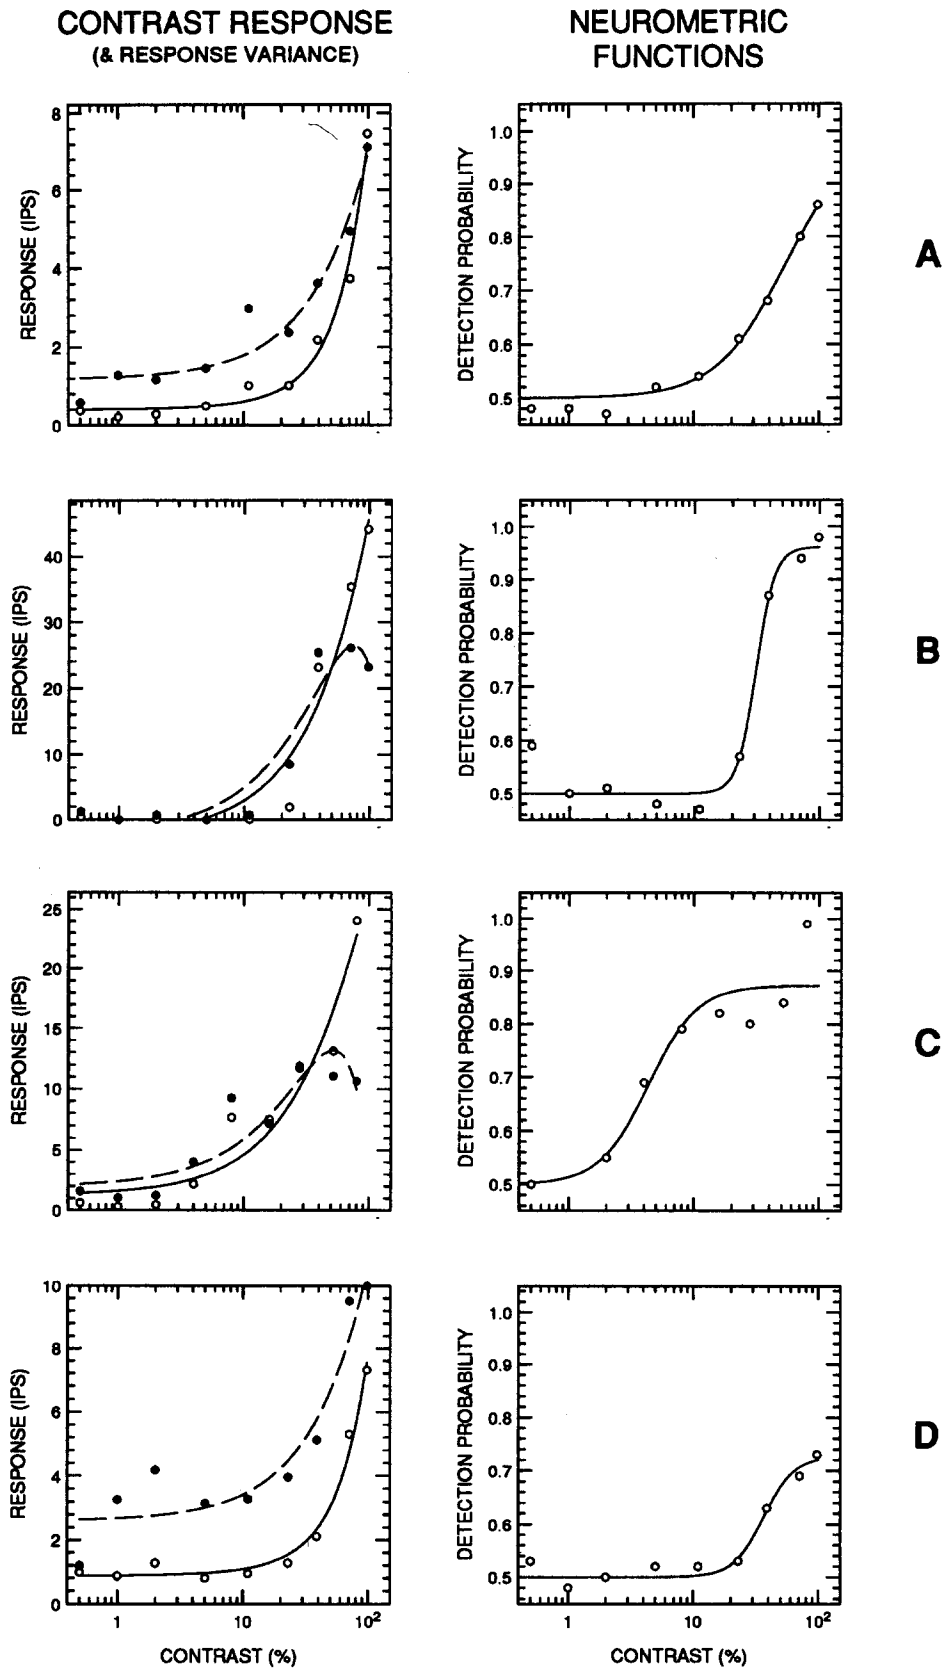 CONTRAST RESPONSE
(& RESPONSE VARIANCE)
NEUROMETRIC
FUNCTIONS
8
6
4
2
0
RESPONSE (IPS)
1.0
0.9
0.8
0.7
0.6
0.5
DETECTION PROBABILITY
A
40
30
20
10
0
RESPONSE (IPS)
1.0
0.9
0.8
0.7
0.6
0.5
DETECTION PROBABILITY
B
25
20
15
10
5
0
RESPONSE (IPS)
1.0
0.9
0.8
0.7
0.6
0.5
DETECTION PROBABILITY
C
10
8
6
4
2
0
RESPONSE (IPS)
1 10 10²
CONTRAST (%)
1.0
0.9
0.8
0.7
0.6
0.5
DETECTION PROBABILITY
1 10 10²
CONTRAST (%)
D